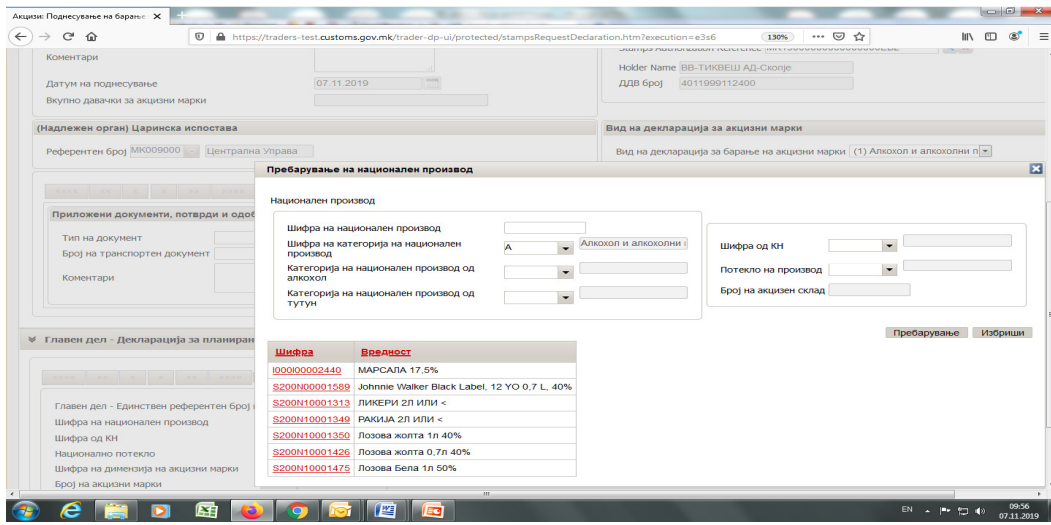 Акцизи: Поднесување на барање
https://traders-test.customs.gov.mk/trader-dp-ui/protected/stampsRequestDeclaration.htm?execution=e3s6
130%
Коментари
Holder Name ВВ-ТИКВЕШ АД-Скопје
Датум на поднесување 07.11.2019
ДДВ број 4011999112400
Вкупно давачки за акцизни марки
(Надлежен орган) Царинска испостава
Вид на декларација за акцизни марки
Референтен број МК009000 Централна Управа
Вид на декларација за барање на акцизни марки (1) Алкохол и алкохолни п
Пребарување на национален производ
Приложени документи, потврди и одоб
Тип на документ
Број на транспортен документ
Коментари
Национален производ
Шифра на национален производ
Шифра на категорија на национален производ A Алкохол и алкохолни
Категорија на национален производ од алкохол
Категорија на национален производ од тутун
Шифра од КН
Потекло на производ
Број на акцизен склад
Пребарување Избриши
Главен дел - Декларација за планиран
Шифра Вредност
I000I00002440 МАРСАЛА 17,5%
S200N00001589 Johnnie Walker Black Label, 12 YO 0,7 L, 40%
S200N10001313 ЛИКЕРИ 2Л ИЛИ <
S200N10001349 РАКИЈА 2Л ИЛИ <
S200N10001350 Лозова жолта 1л 40%
S200N10001426 Лозова жолта 0,7л 40%
S200N10001475 Лозова Бела 1л 50%
Главен дел - Единствен референтен број
Шифра на национален производ
Шифра од КН
Национално потекло
Шифра на димензија на акцизни марки
Број на акцизни марки
EN
09:56
07.11.2019